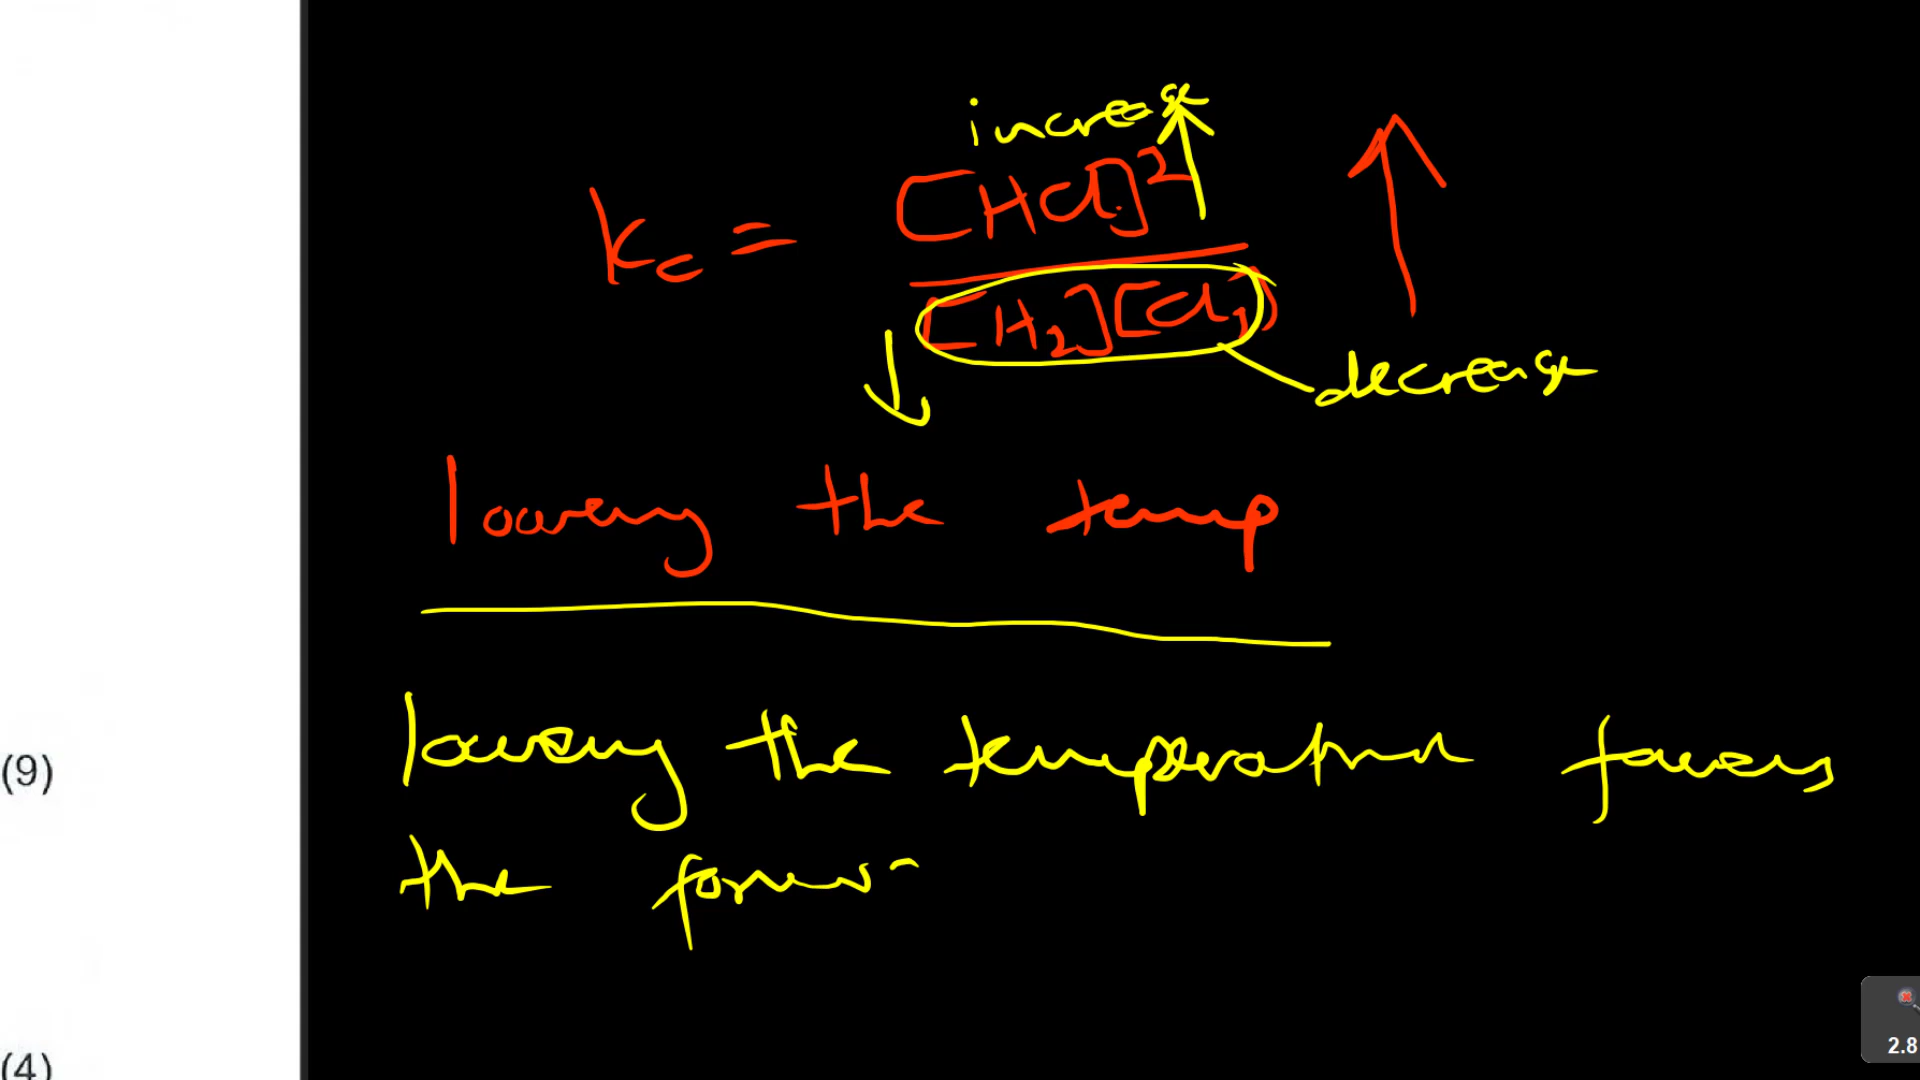 increase
kc = [HCl]²
[H₂][Cl₂]
decrease
lowering the temp
lowering the temperature favors
(9)
the forw
(4)
2.8